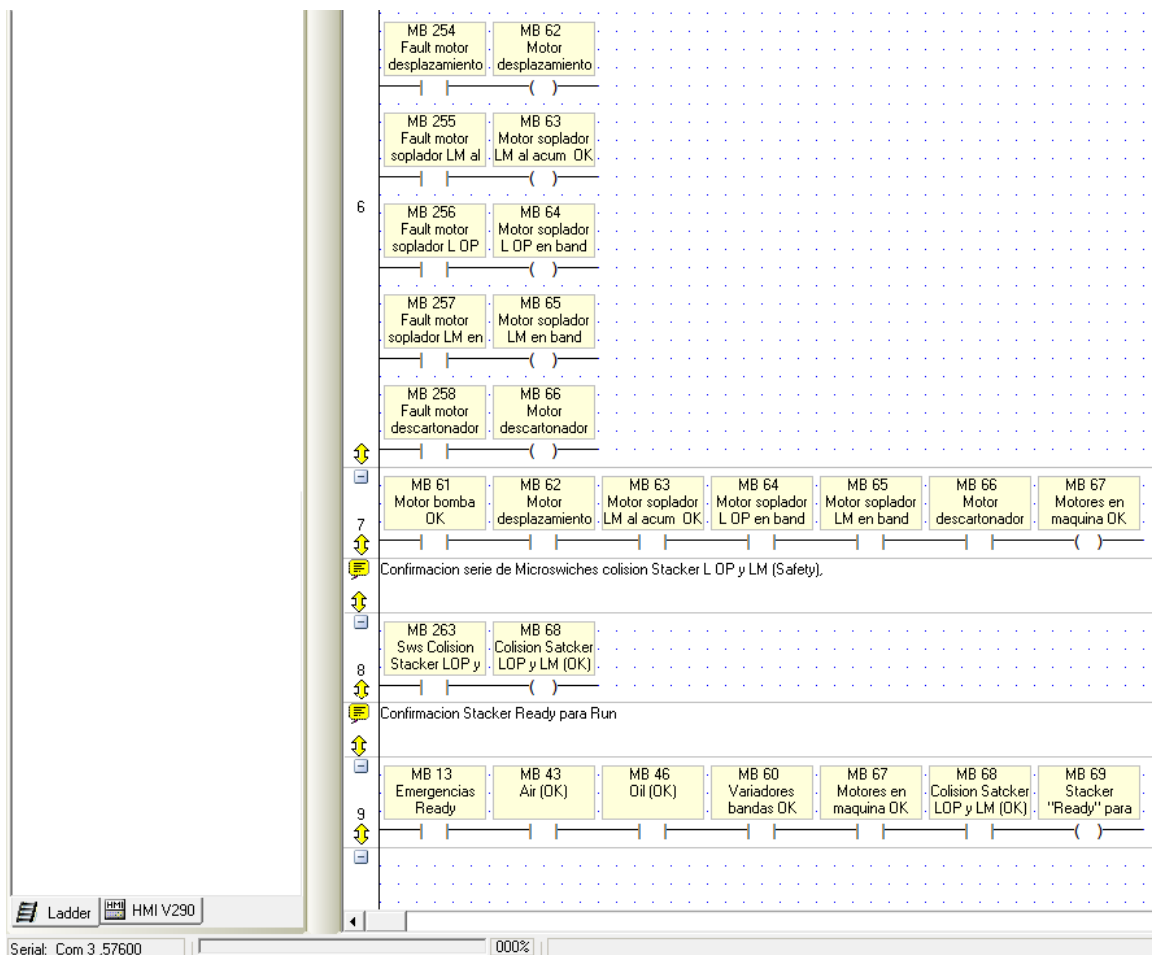 MB 254
Fault motor
desplazamiento
MB 62
Motor
desplazamiento
MB 255
Fault motor
soplador LM al
MB 63
Motor soplador
LM al acum OK
6
MB 256
Fault motor
soplador L OP
MB 64
Motor soplador
L OP en band
MB 257
Fault motor
soplador LM en
MB 65
Motor soplador
LM en band
MB 258
Fault motor
descartonador
MB 66
Motor
descartonador
7
MB 61
Motor bomba
OK
MB 62
Motor
desplazamiento
MB 63
Motor soplador
LM al acum OK
MB 64
Motor soplador
L OP en band
MB 65
Motor soplador
LM en band
MB 66
Motor
descartonador
MB 67
Motores en
maquina OK
Confirmacion serie de Microswiches colision Stacker L OP y LM (Safety),
8
MB 263
Sws Colision
Stacker LOP y
MB 68
Colision Satcker
LOP y LM (OK)
Confirmacion Stacker Ready para Run
9
MB 13
Emergencias
Ready
MB 43
Air (OK)
MB 46
Oil (OK)
MB 60
Variadores
bandas OK
MB 67
Motores en
maquina OK
MB 68
Colision Satcker
LOP y LM (OK)
MB 69
Stacker
"Ready" para
Ladder
HMI
HMI V290
Serial: Com 3 ,57600
000%